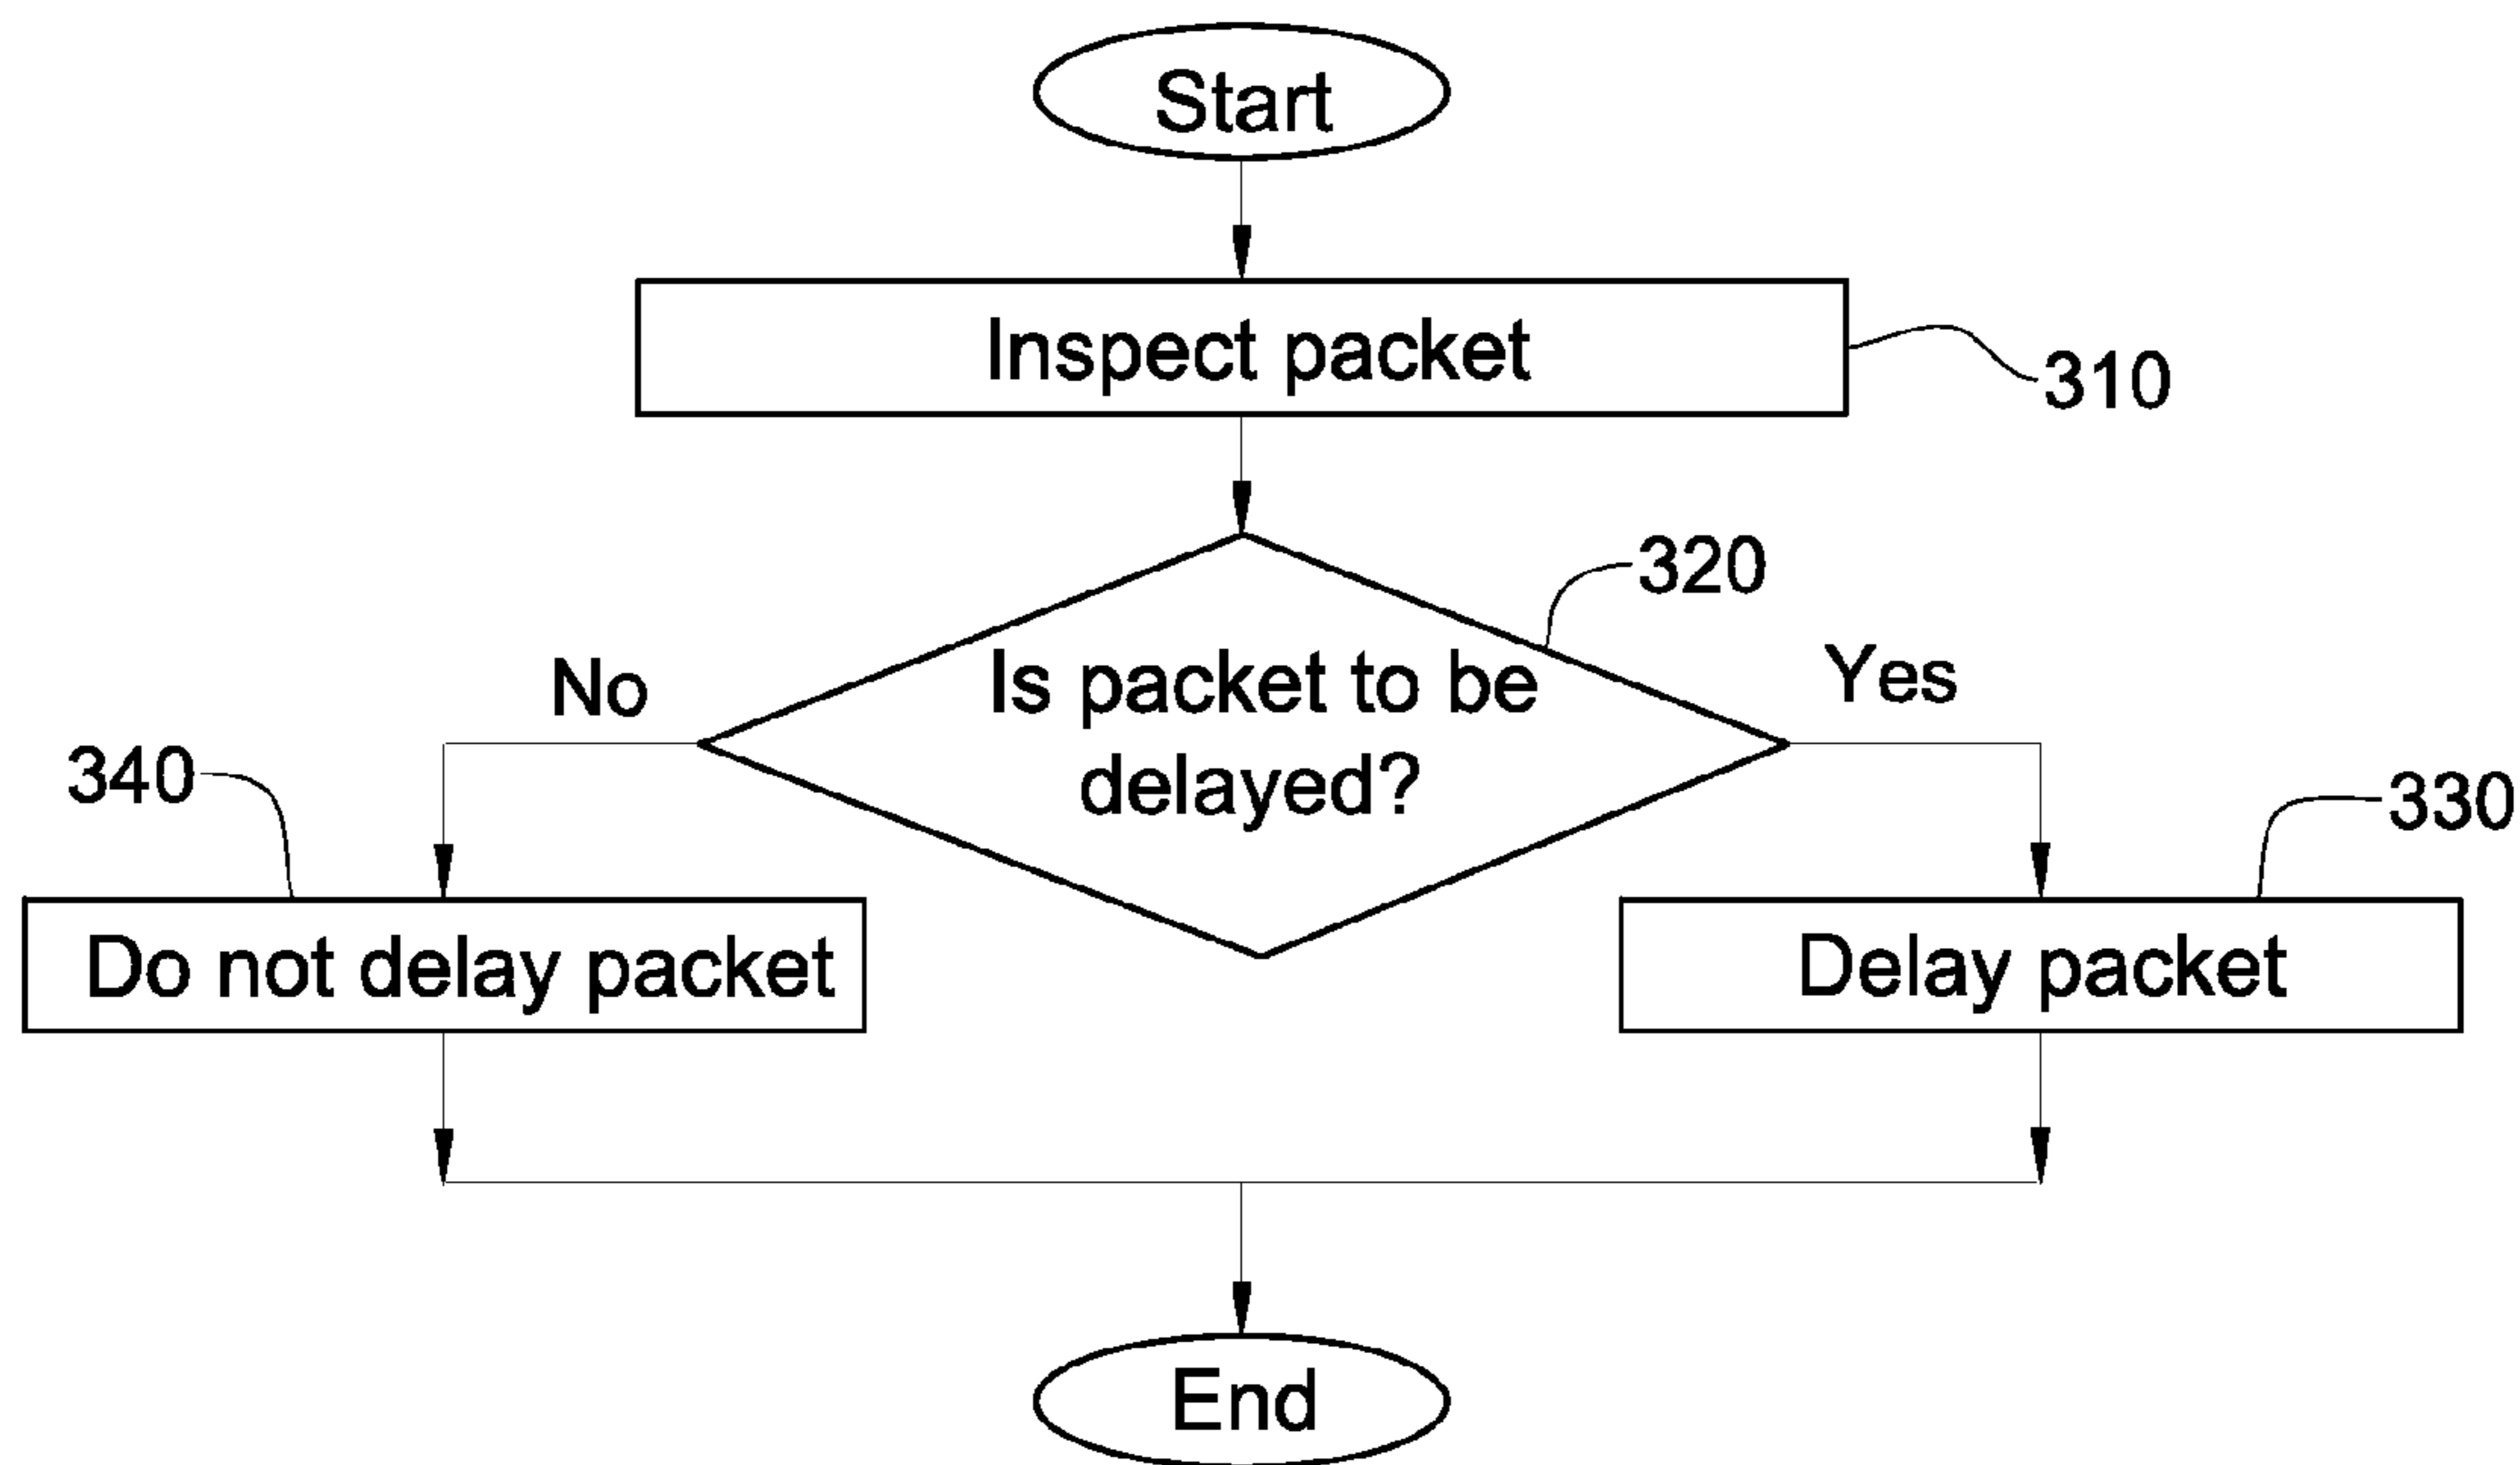 Start
Inspect packet
310
320
Is packet to be
delayed?
No
Yes
340
330
Do not delay packet
Delay packet
End